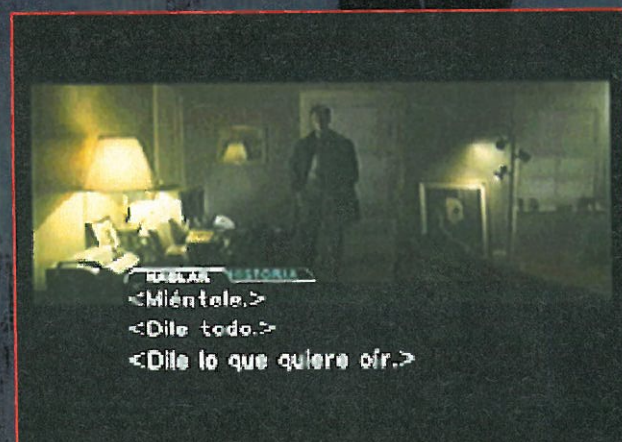 HABLAR HISTORIA
<Miéntele.>
<Dile todo.>
<Dile lo que quiere oír.>